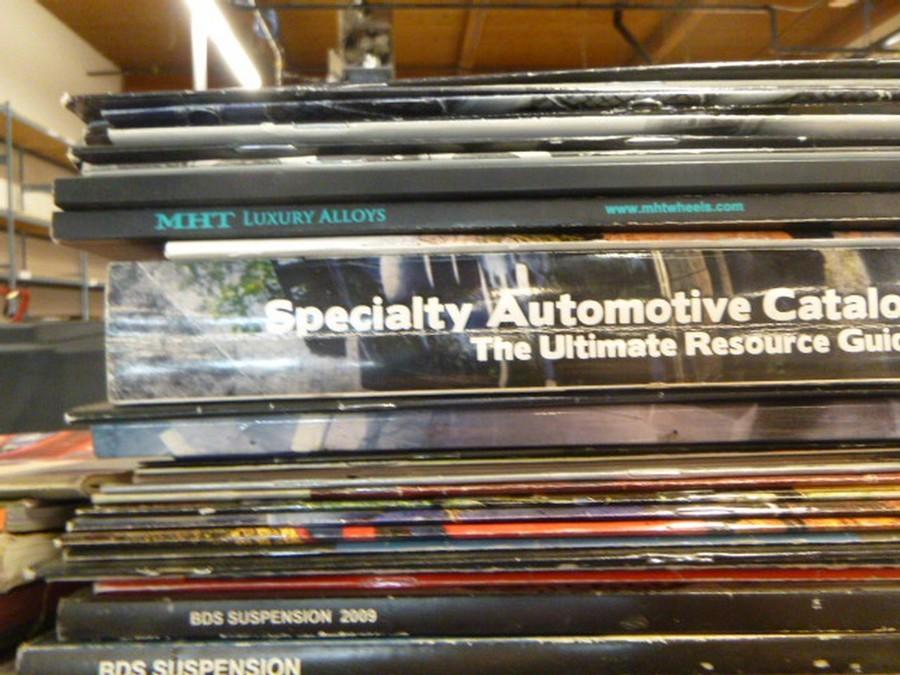 MHT LUXURY ALLOYS www.mhtwheels.com
Specialty Automotive Catalo
The Ultimate Resource Guid
BDS SUSPENSION 2009
BDS SUSPENSION